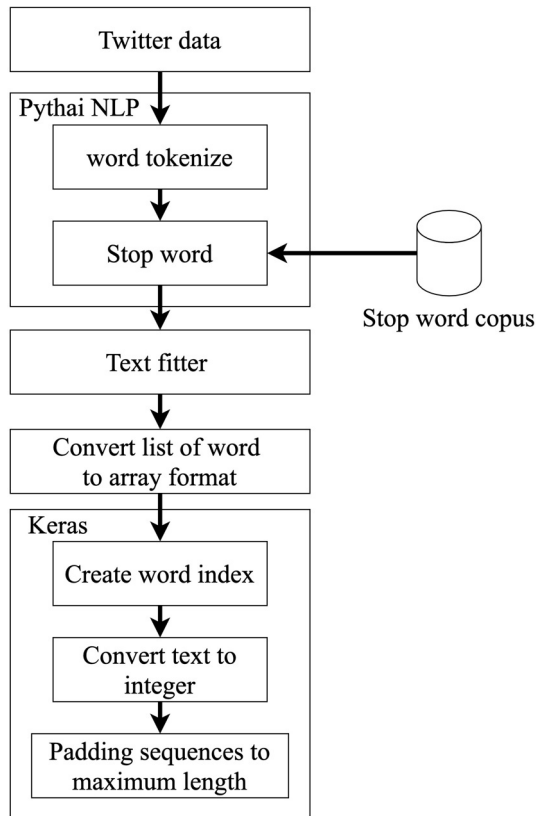 Twitter data
Pythai NLP
word tokenize
Stop word
Stop word copus
Text fitter
Convert list of word
to array format
Keras
Create word index
Convert text to
integer
Padding sequences to
maximum length